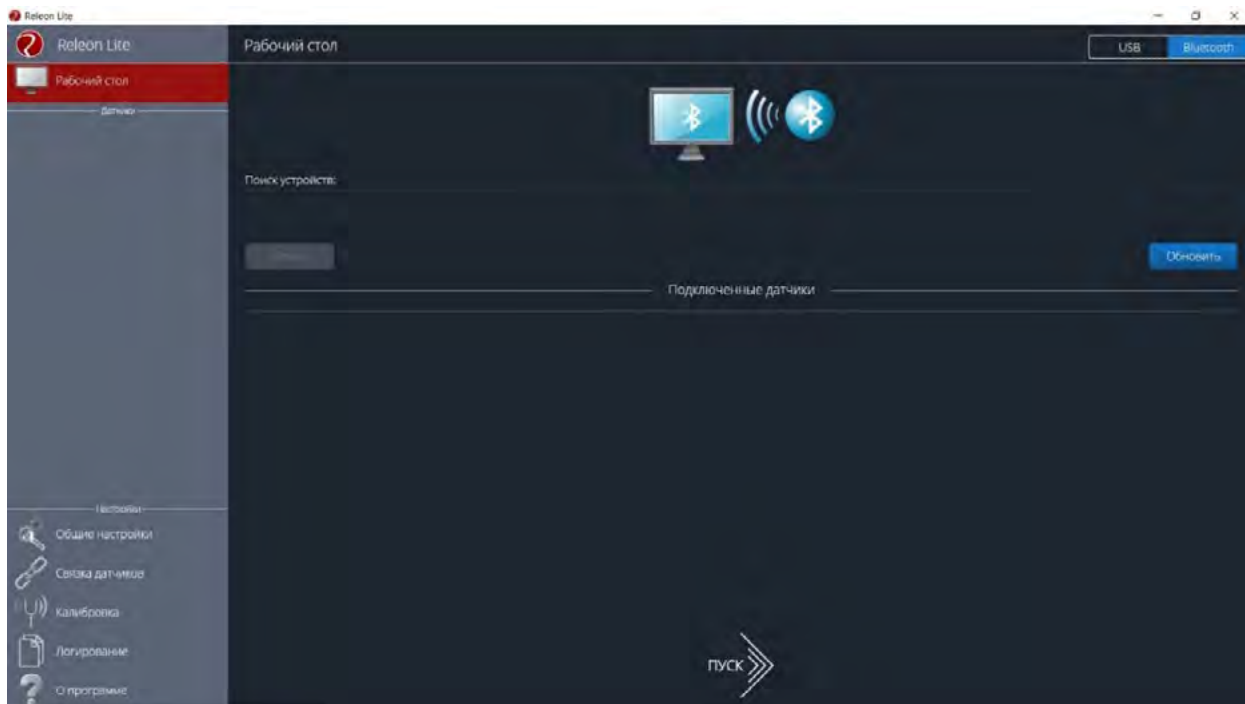 Releon Lite
Releon Lite
Рабочий стол
USB
Bluetooth
Рабочий стол
Датчики
Поиск устройств:
Обновить
Подключенные датчики
Настройки
Общие настройки
Связка датчиков
Калибровка
Логирование
О программе
ПУСК